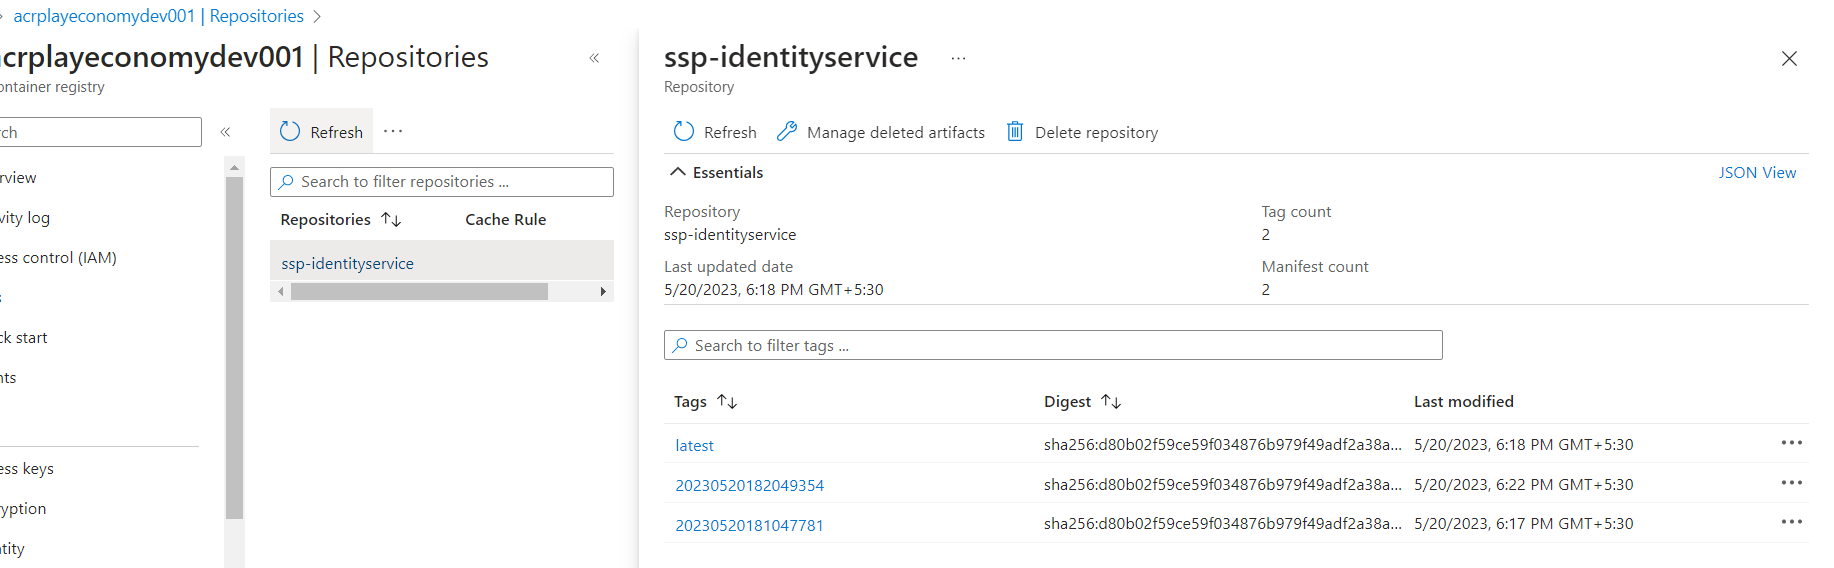 acrplayeconomydev001 | Repositories
acrplayeconomydev001 | Repositories
ontainer registry
rch
Refresh
Search to filter repositories ...
Repositories Cache Rule
ssp-identityservice
rview
vity log
ess control (IAM)
s
ck start
nts
ess keys
ryption
ntity
ssp-identityservice
Repository
Refresh Manage deleted artifacts Delete repository
Essentials JSON View
Repository Tag count
ssp-identityservice 2
Last updated date Manifest count
5/20/2023, 6:18 PM GMT+5:30 2
Search to filter tags ...
Tags Digest Last modified
latest sha256:d80b02f59ce59f034876b979f49adf2a38a... 5/20/2023, 6:18 PM GMT+5:30
20230520182049354 sha256:d80b02f59ce59f034876b979f49adf2a38a... 5/20/2023, 6:22 PM GMT+5:30
20230520181047781 sha256:d80b02f59ce59f034876b979f49adf2a38a... 5/20/2023, 6:17 PM GMT+5:30